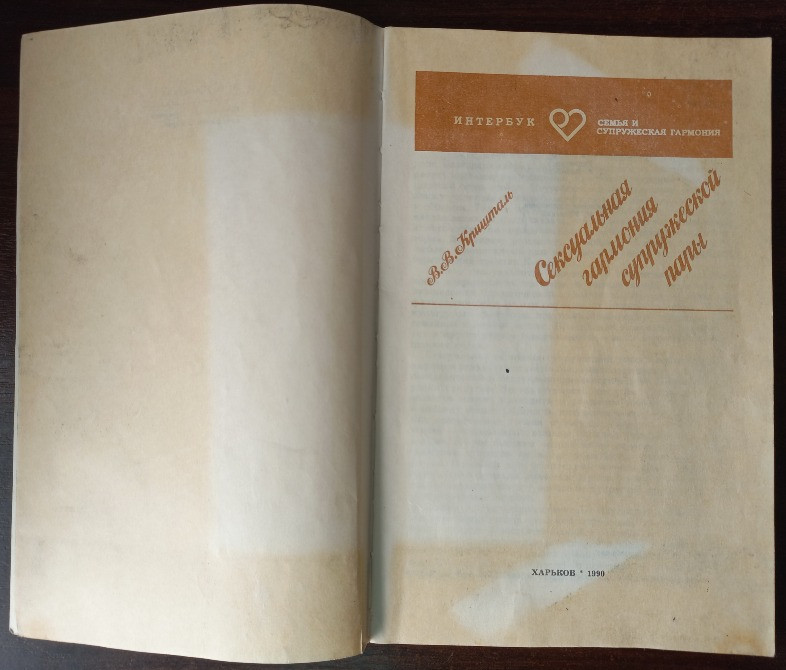 ИНТЕРБУК
СЕМЬЯ И
СУПРУЖЕСКАЯ ГАРМОНИЯ
В.В.Кришталь
Сексуальная
гармония
супружеской
пары
ХАРЬКОВ * 1990